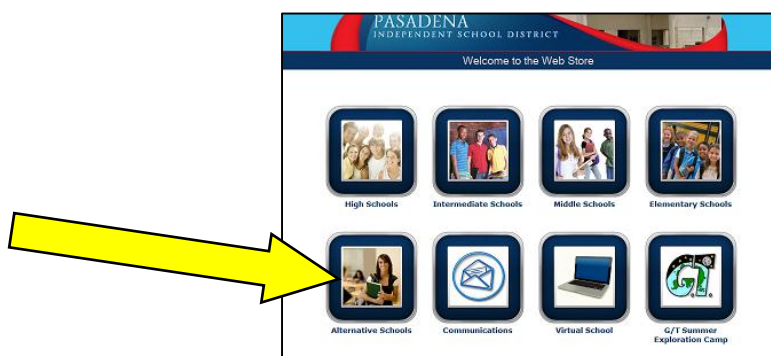 PASADENA
INDEPENDENT SCHOOL DISTRICT
Welcome to the Web Store
High Schools
Intermediate Schools
Middle Schools
Elementary Schools
Alternative Schools
Communications
Virtual School
G.T.
G/T Summer
Exploration Camp